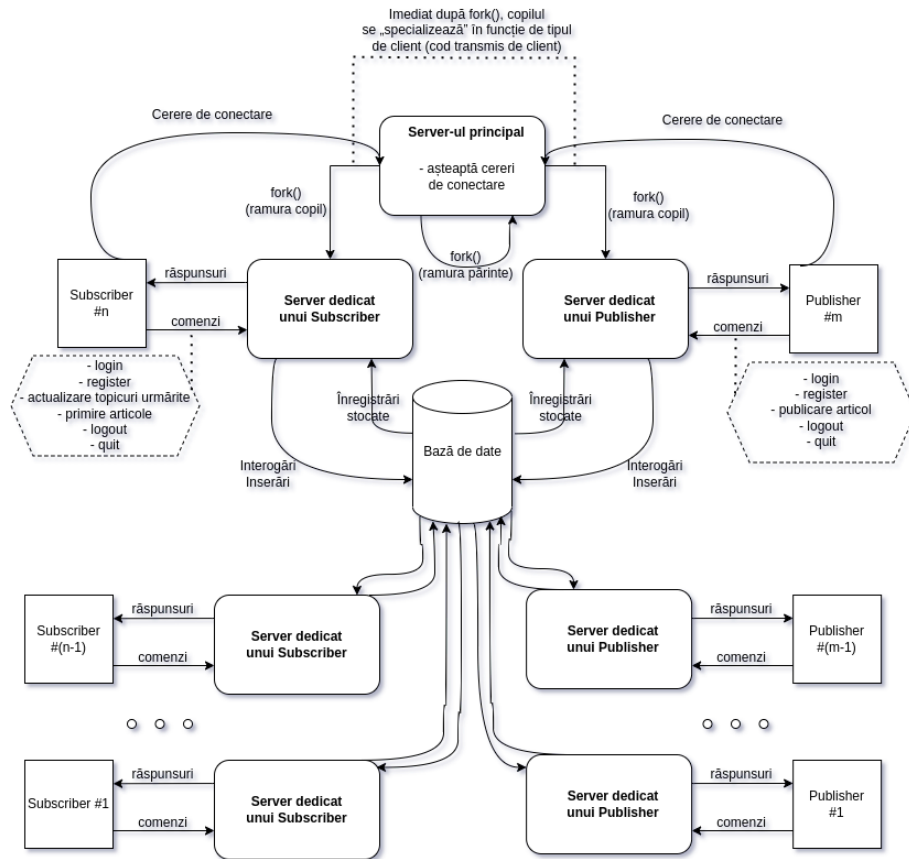 Imediat după fork(), copilul
se „specializează” în funcție de tipul
de client (cod transmis de client)
Cerere de conectare
Server-ul principal
- așteaptă cereri
de conectare
Cerere de conectare
fork()
(ramura copil)
fork()
(ramura copil)
fork()
(ramura părinte)
Subscriber
#n
răspunsuri
comenzi
Server dedicat
unui Subscriber
Server dedicat
unui Publisher
răspunsuri
comenzi
Publisher
#m
- login
- register
- actualizare topicuri urmărite
- primire articole
- logout
- quit
- login
- register
- publicare articol
- logout
- quit
Înregistrări
stocate
Înregistrări
stocate
Bază de date
Interogări
Inserări
Interogări
Inserări
Subscriber
#(n-1)
răspunsuri
comenzi
Server dedicat
unui Subscriber
Server dedicat
unui Publisher
răspunsuri
comenzi
Publisher
#(m-1)
Subscriber #1
răspunsuri
comenzi
Server dedicat
unui Subscriber
Server dedicat
unui Publisher
răspunsuri
comenzi
Publisher
#1